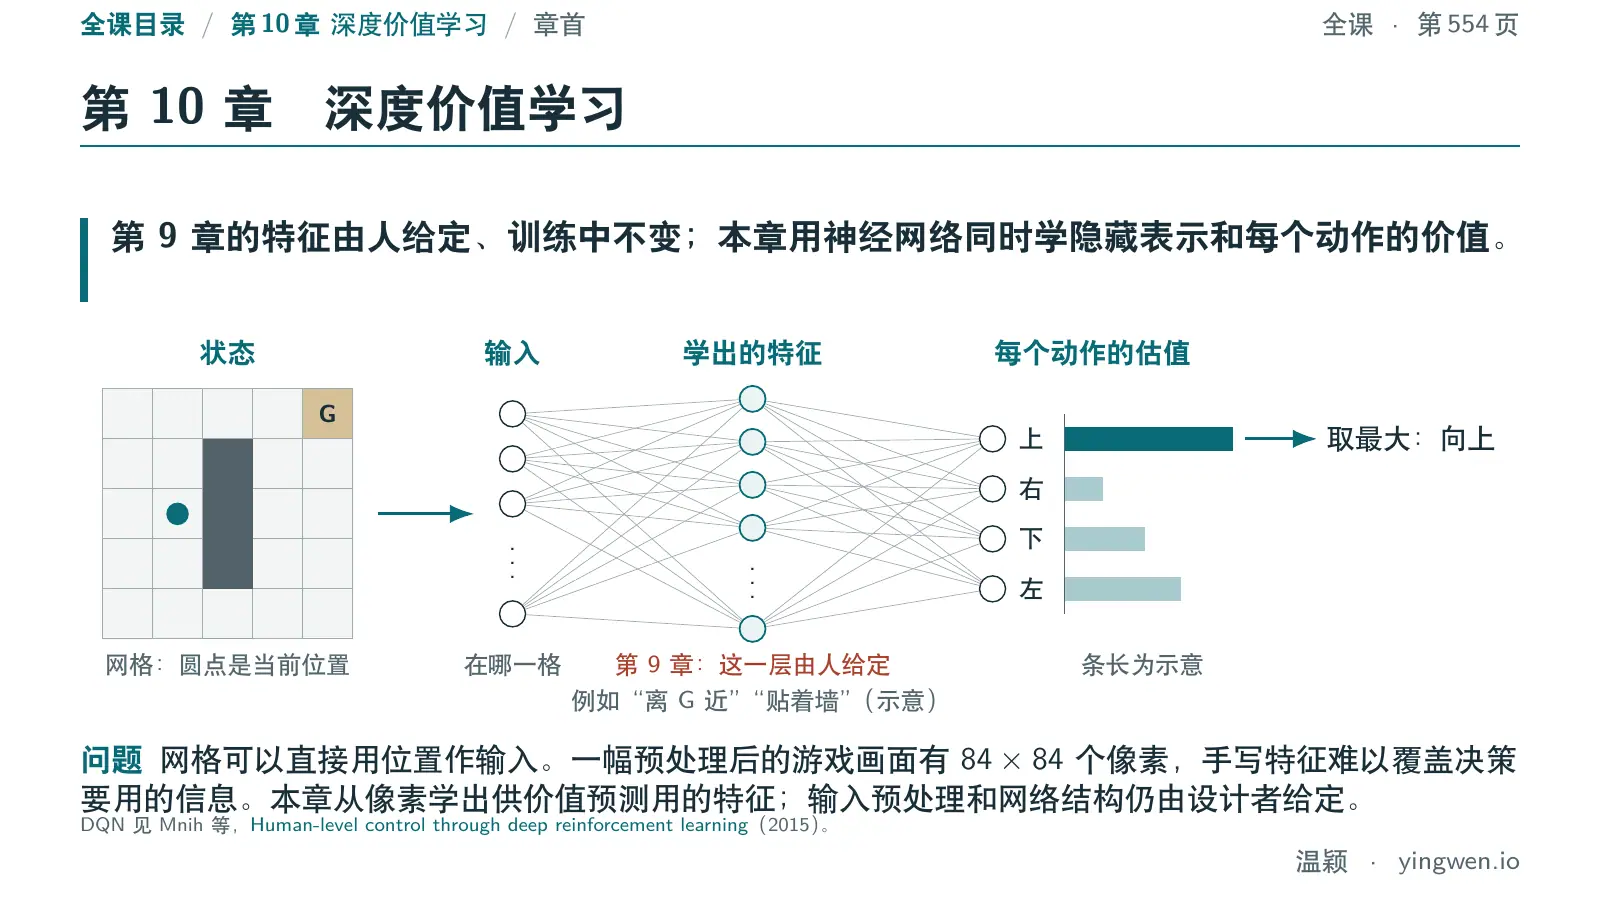 全课目录 / 第 10 章 深度价值学习 / 章首
全课 · 第 554 页
第 10 章 深度价值学习
第 9 章的特征由人给定、训练中不变；本章用神经网络同时学隐藏表示和每个动作的价值。
状态
输入
学出的特征
每个动作的估值
G
上
取最大：向上
右
下
左
网格：圆点是当前位置
在哪一格
第 9 章：这一层由人给定
条长为示意
例如“离 G 近”“贴着墙”（示意）
问题 网格可以直接用位置作输入。一幅预处理后的游戏画面有 84 × 84 个像素，手写特征难以覆盖决策
要用的信息。本章从像素学出供价值预测用的特征；输入预处理和网络结构仍由设计者给定。
DQN 见 Mnih 等，Human-level control through deep reinforcement learning (2015)。
温颖 · yingwen.io